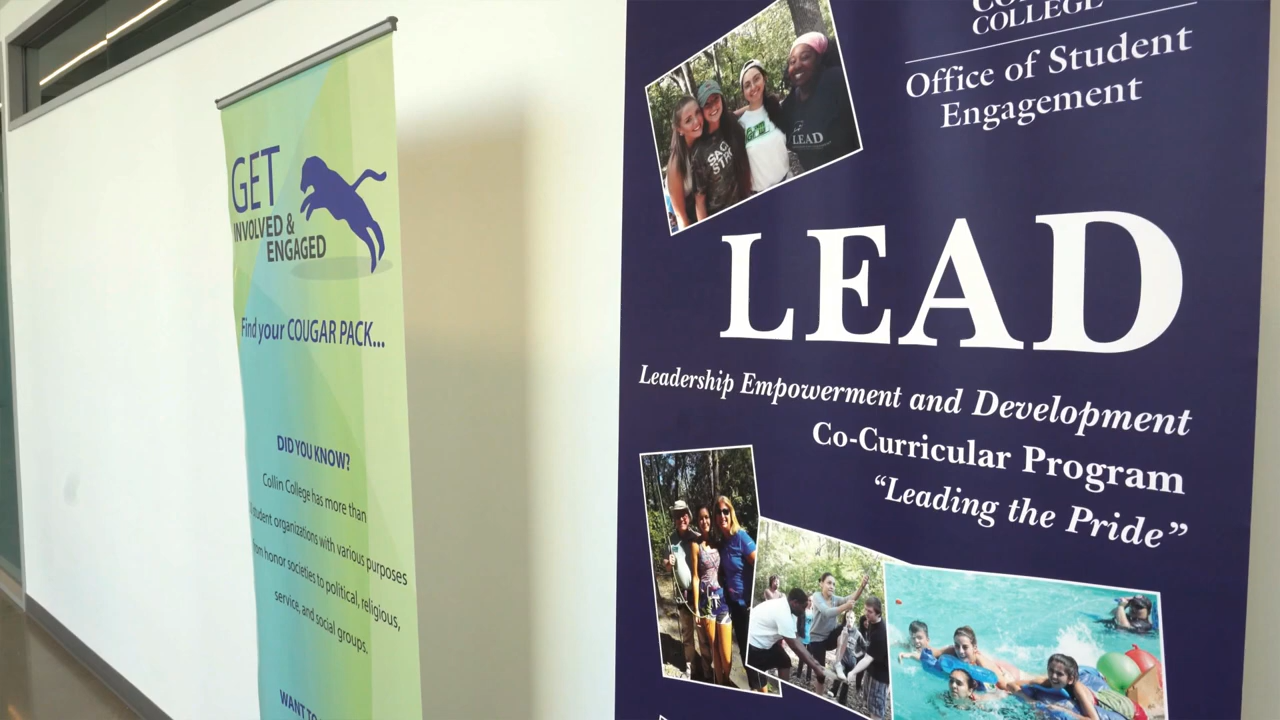 GET
INVOLVED &
ENGAGED
Find your COUGAR PACK...
DID YOU KNOW?
Collin College has more than
student organizations with various purposes
from honor societies to political, religious,
service, and social groups.
WANT
COLLEGE
Office of Student
Engagement
LEAD
Leadership Empowerment and Development
Co-Curricular Program
“Leading the Pride”
LEAD